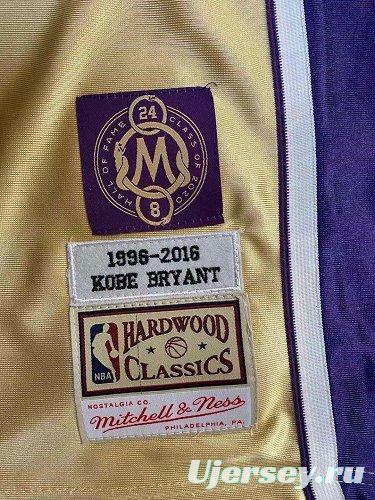 24
HALL OF FAME CLASS OF 2020
M
8
1996-2016
KOBE BRYANT
NBA
HARDWOOD
CLASSICS
NOSTALGIA CO.
Mitchell & Ness
PHILADELPHIA, PA.
Ujersey.ru